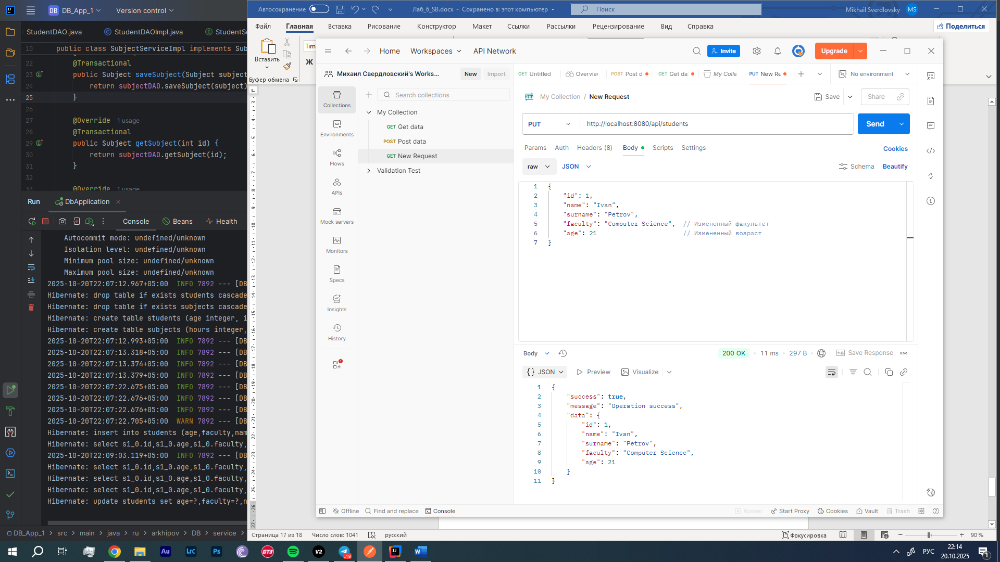 DB
DB_App_1
Version control
StudentDAO.java
StudentDAOImpl.java
StudentSe
10 public class SubjectServiceImpl implements Sub
22 @Transactional
23 public Subject saveSubject(Subject subject
24 return subjectDAO.saveSubject(subject)
25 }
26
27 @Override 1 usage
28 @Transactional
29 public Subject getSubject(int id) {
30 return subjectDAO.getSubject(id);
31 }
32
33 @Override 1 usage
Run
DbApplication
Console
Beans
Health
Autocommit mode: undefined/unknown
Isolation level: undefined/unknown
Minimum pool size: undefined/unknown
Maximum pool size: undefined/unknown
2025-10-20T22:07:12.967+05:00 INFO 7892 --- [DB
Hibernate: drop table if exists students cascade
Hibernate: drop table if exists subjects cascade
Hibernate: create table students (age integer, i
Hibernate: create table subjects (hours integer,
2025-10-20T22:07:12.993+05:00 INFO 7892 --- [DB
2025-10-20T22:07:13.318+05:00 INFO 7892 --- [DB
2025-10-20T22:07:13.374+05:00 INFO 7892 --- [DB
2025-10-20T22:07:13.379+05:00 INFO 7892 --- [DB
2025-10-20T22:07:22.675+05:00 INFO 7892 --- [DB
2025-10-20T22:07:22.676+05:00 INFO 7892 --- [DB
2025-10-20T22:07:22.676+05:00 INFO 7892 --- [DB
2025-10-20T22:07:22.705+05:00 WARN 7892 --- [DB
Hibernate: insert into students (age,faculty,nam
Hibernate: select s1_0.id,s1_0.age,s1_0.faculty,
2025-10-20T22:09:03.119+05:00 INFO 7892 --- [DB
Hibernate: select s1_0.id,s1_0.age,s1_0.faculty,
Hibernate: select s1_0.id,s1_0.age,s1_0.faculty,
Hibernate: select s1_0.id,s1_0.age,s1_0.faculty,
Hibernate: update students set age=?,faculty=?,n
DB_App_1 > src > main > java > ru > arkhipov > DB > service >
Автосохранение
Лаб_6_SB.docx - Сохранено в: этот компьютер
Поиск
Mikhail Sverdlovsky
MS
Файл
Главная
Вставка
Рисование
Конструктор
Макет
Ссылки
Рассылки
Рецензирование
Вид
Справка
Поделиться
Вставить
Буфер обмена
Tim
Ж
Home
Workspaces
API Network
Invite
Upgrade
Михаил Свердловский's Works...
New
Import
GET Untitled
Overvie
POST Post d
GET Get da
My Colle
PUT New Re
No environment
Collections
Environments
Flows
APIs
Mock servers
Monitors
Specs
Insights
History
Search collections
My Collection
GET Get data
POST Post data
GET New Request
Validation Test
HTTP
My Collection / New Request
Save
Share
PUT
http://localhost:8080/api/students
Send
Params
Auth
Headers (8)
Body
Scripts
Settings
Cookies
raw
JSON
Schema
Beautify
1 {
2 "id": 1,
3 "name": "Ivan",
4 "surname": "Petrov",
5 "faculty": "Computer Science", // Измененный факультет
6 "age": 21 // Измененный возраст
7 }
Body
200 OK
11 ms
297 B
e.g.
Save Response
{} JSON
Preview
Visualize
1 {
2 "success": true,
3 "message": "Operation success",
4 "data": {
5 "id": 1,
6 "name": "Ivan",
7 "surname": "Petrov",
8 "faculty": "Computer Science",
9 "age": 21
10 }
11 }
Offline
Find and replace
Console
Runner
Start Proxy
Cookies
Vault
Trash
Страница 17 из 18
Число слов: 1041
русский
Фокусировка
90 %
Au
Lrc
Ps
GT3
V2
.19
IJ
W
РУС
22:14
20.10.2025
1